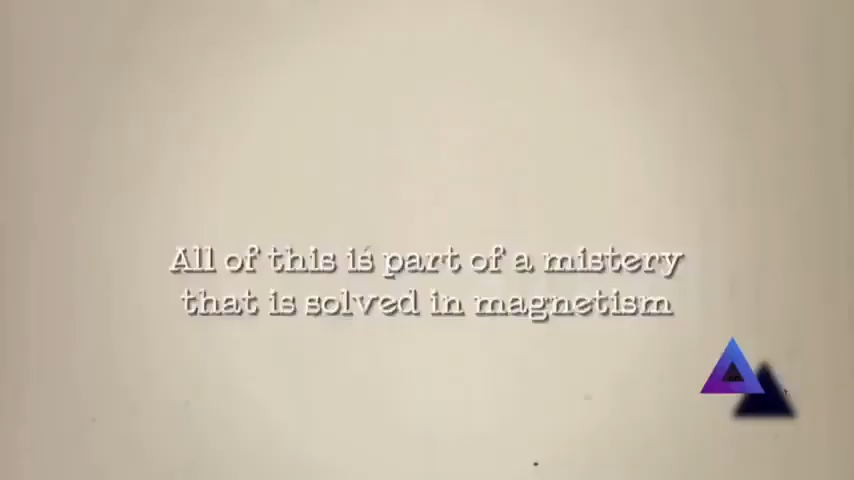 All of this is part of a mistery
that is solved in magnetism